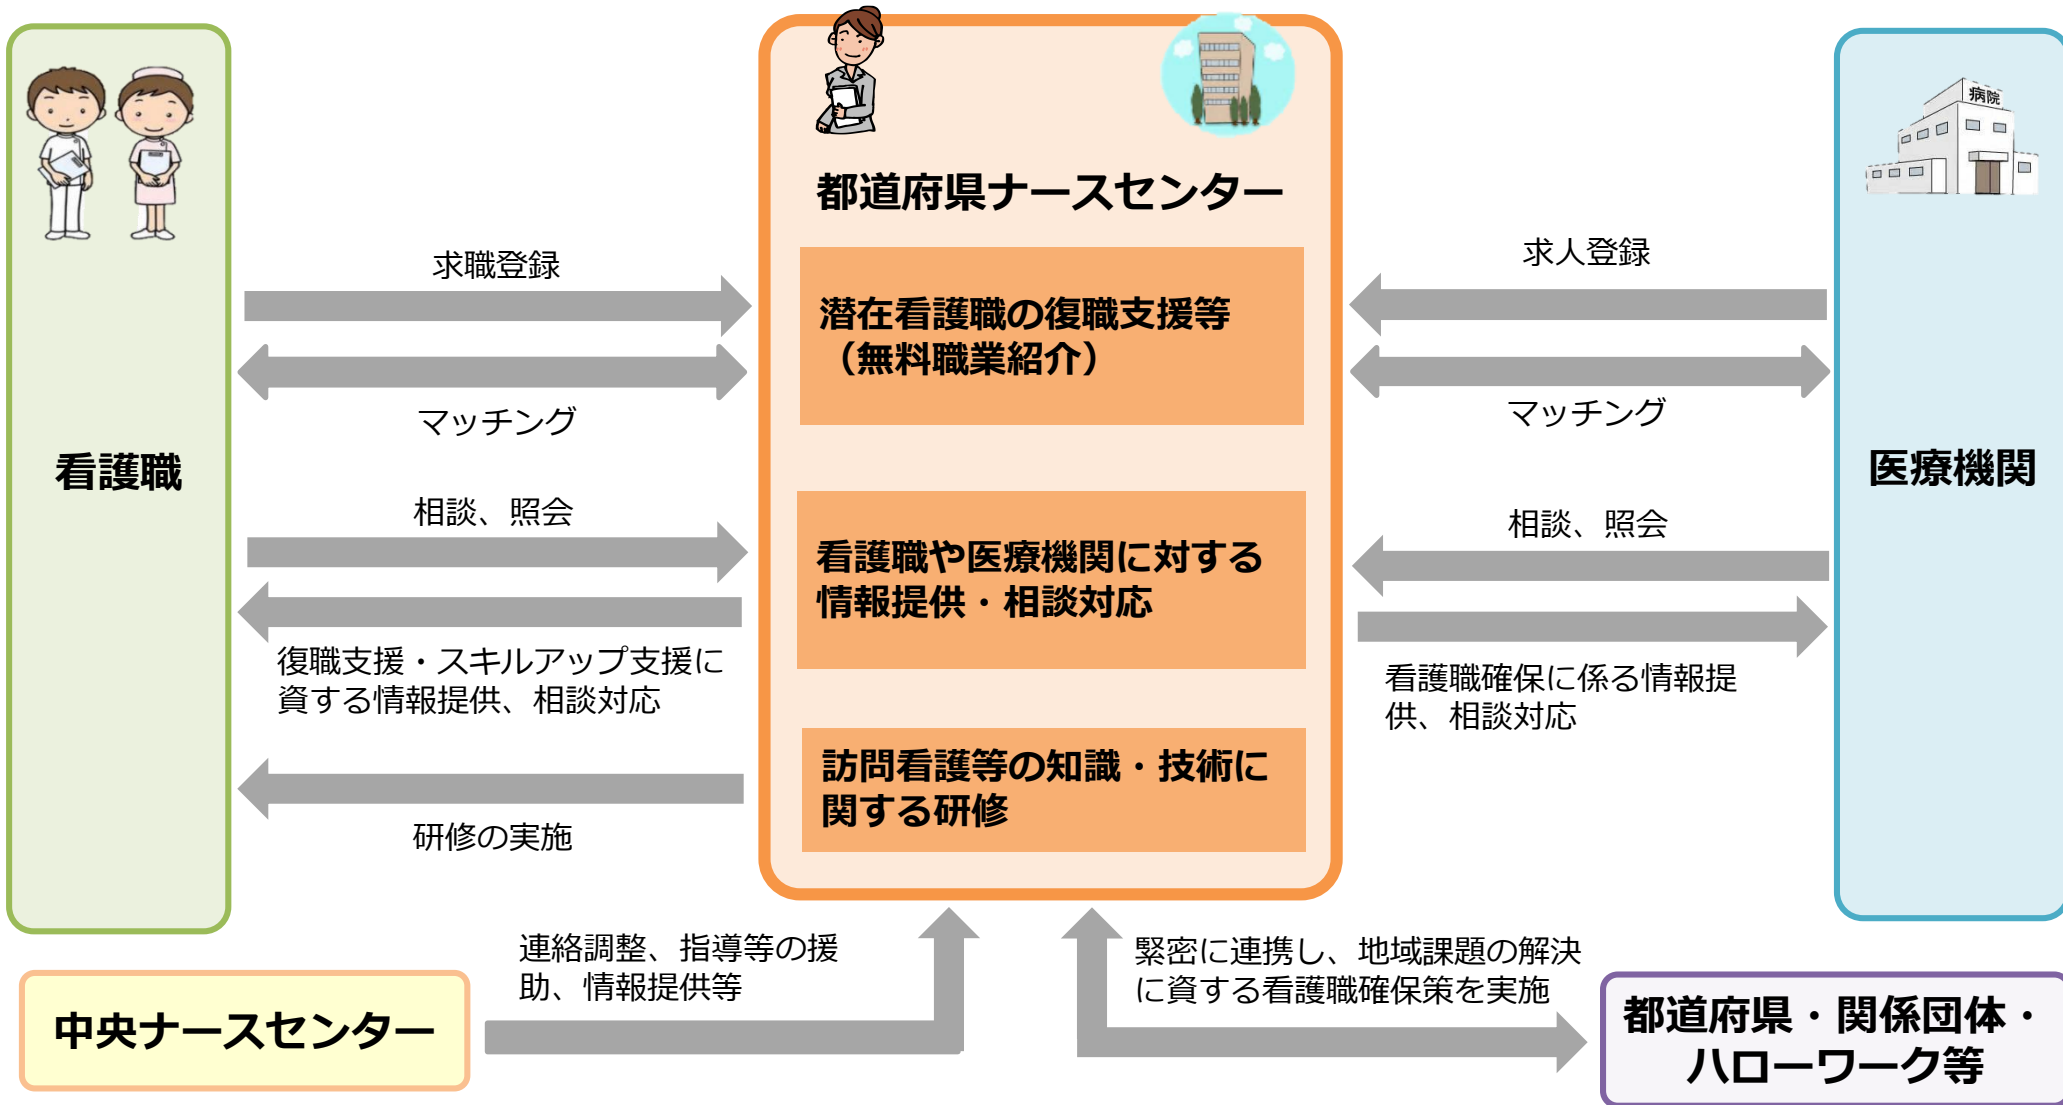 病院
都道府県ナースセンター
求職登録
求人登録
潜在看護職の復職支援等
（無料職業紹介）
マッチング
マッチング
看護職
医療機関
相談、照会
相談、照会
看護職や医療機関に対する
情報提供・相談対応
復職支援・スキルアップ支援に
資する情報提供、相談対応
看護職確保に係る情報提
供、相談対応
訪問看護等の知識・技術に
関する研修
研修の実施
連絡調整、指導等の援
助、情報提供等
緊密に連携し、地域課題の解決
に資する看護職確保策を実施
中央ナースセンター
都道府県・関係団体・
ハローワーク等